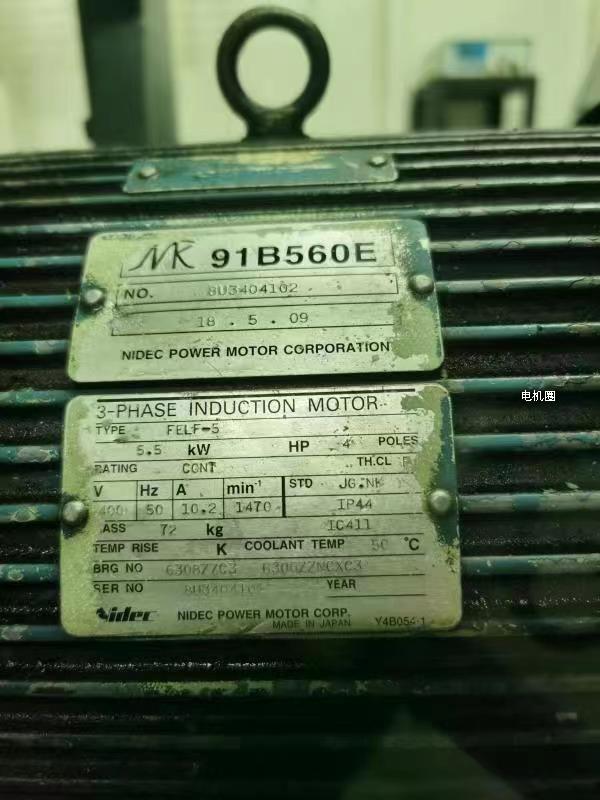 NK 91B560E
NO. 8U3404102
18 . 5 . 09
NIDEC POWER MOTOR CORPORATION
电机圈
3-PHASE INDUCTION MOTOR
TYPE FELF-5
5.5 kW HP 4 POLES
RATING CONT TH.CL F
V Hz A min⁻¹ STD JG.NK
400 50 10.2 1470 IP44
ASS 72 kg IC411
TEMP RISE K COOLANT TEMP 50 °C
BRG NO 6308ZZC3
SER NO YEAR
Nidec NIDEC POWER MOTOR CORP.
MADE IN JAPAN Y4B054-1